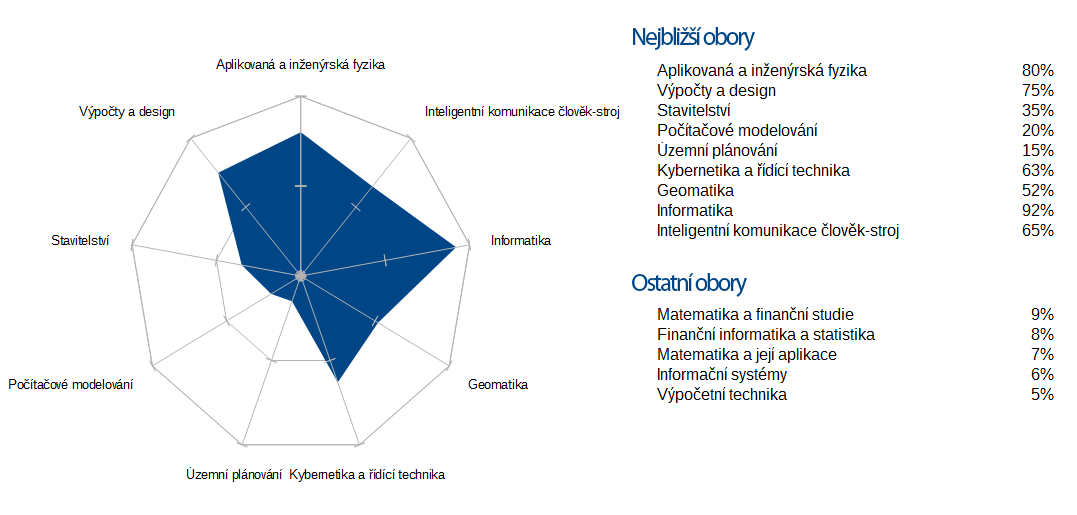 Aplikovaná a inženýrská fyzika
Výpočty a design
Inteligentní komunikace člověk-stroj
Stavitelství
Informatika
Počítačové modelování
Geomatika
Územní plánování
Kybernetika a řídící technika
Nejbližší obory
Aplikovaná a inženýrská fyzika 80%
Výpočty a design 75%
Stavitelství 35%
Počítačové modelování 20%
Územní plánování 15%
Kybernetika a řídící technika 63%
Geomatika 52%
Informatika 92%
Inteligentní komunikace člověk-stroj 65%
Ostatní obory
Matematika a finanční studie 9%
Finanční informatika a statistika 8%
Matematika a její aplikace 7%
Informační systémy 6%
Výpočetní technika 5%